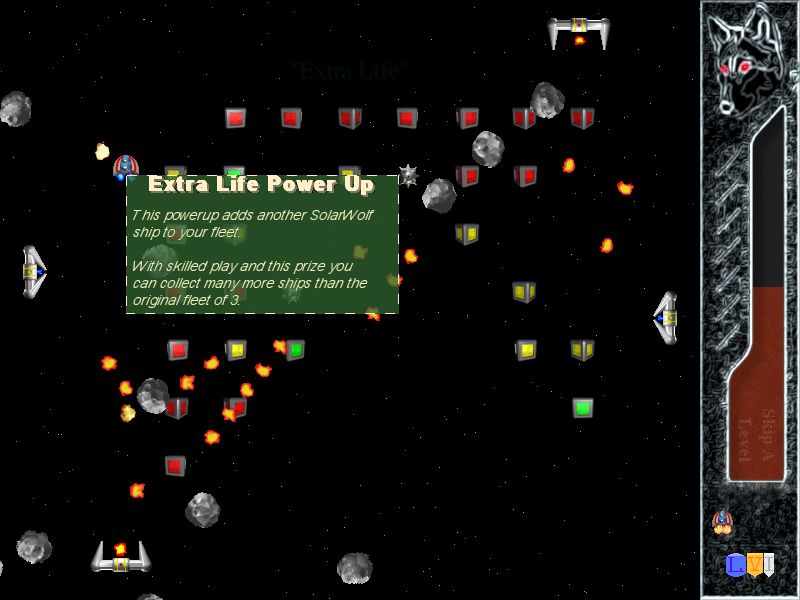 "Extra Life"
Extra Life Power Up
This powerup adds another SolarWolf
ship to your fleet.
With skilled play and this prize you
can collect many more ships than the
original fleet of 3.
Skip A
Level
LVI